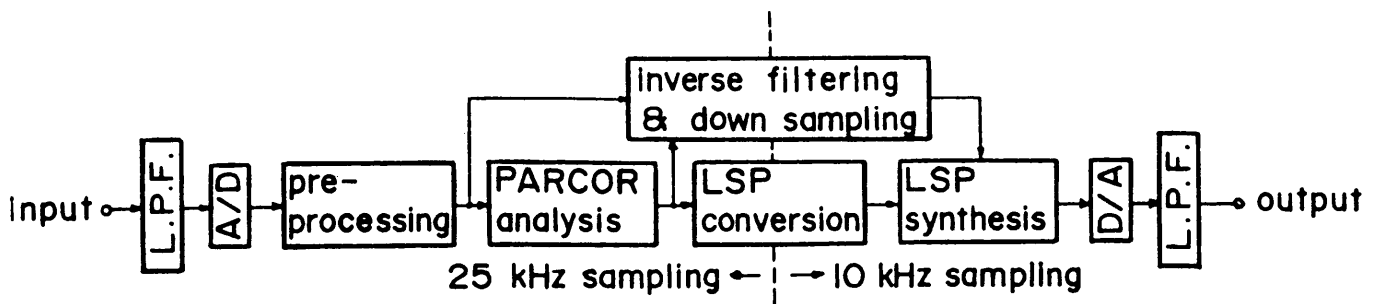 inverse filtering
& down sampling
input
L.P.F.
A/D
pre-
processing
PARCOR
analysis
LSP
conversion
LSP
synthesis
D/A
L.P.F.
output
25 kHz sampling
10 kHz sampling